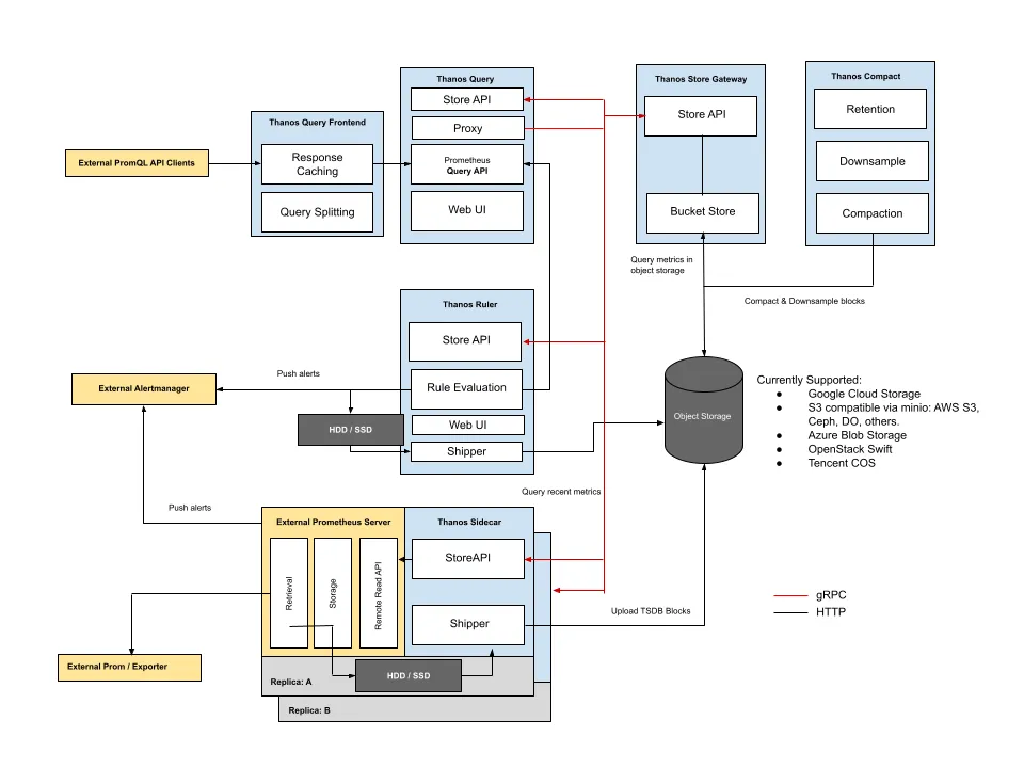 Thanos Query
Store API
Proxy
Prometheus
Query API
Web UI
Thanos Query Frontend
Response
Caching
Query Splitting
External PromQL API Clients
Thanos Store Gateway
Store API
Bucket Store
Thanos Compact
Retention
Downsample
Compaction
Query metrics in
object storage
Compact & Downsample blocks
Thanos Ruler
Store API
Rule Evaluation
Web UI
Shipper
Push alerts
External Alertmanager
HDD / SSD
Object Storage
Currently Supported:
● Google Cloud Storage
● S3 compatible via minio: AWS S3,
Ceph, DO, others.
● Azure Blob Storage
● OpenStack Swift
● Tencent COS
Query recent metrics
Push alerts
External Prometheus Server
Retrieval
Storage
Remote Read API
Thanos Sidecar
StoreAPI
Shipper
Upload TSDB Blocks
gRPC
HTTP
External Prom / Exporter
HDD / SSD
Replica: A
Replica: B